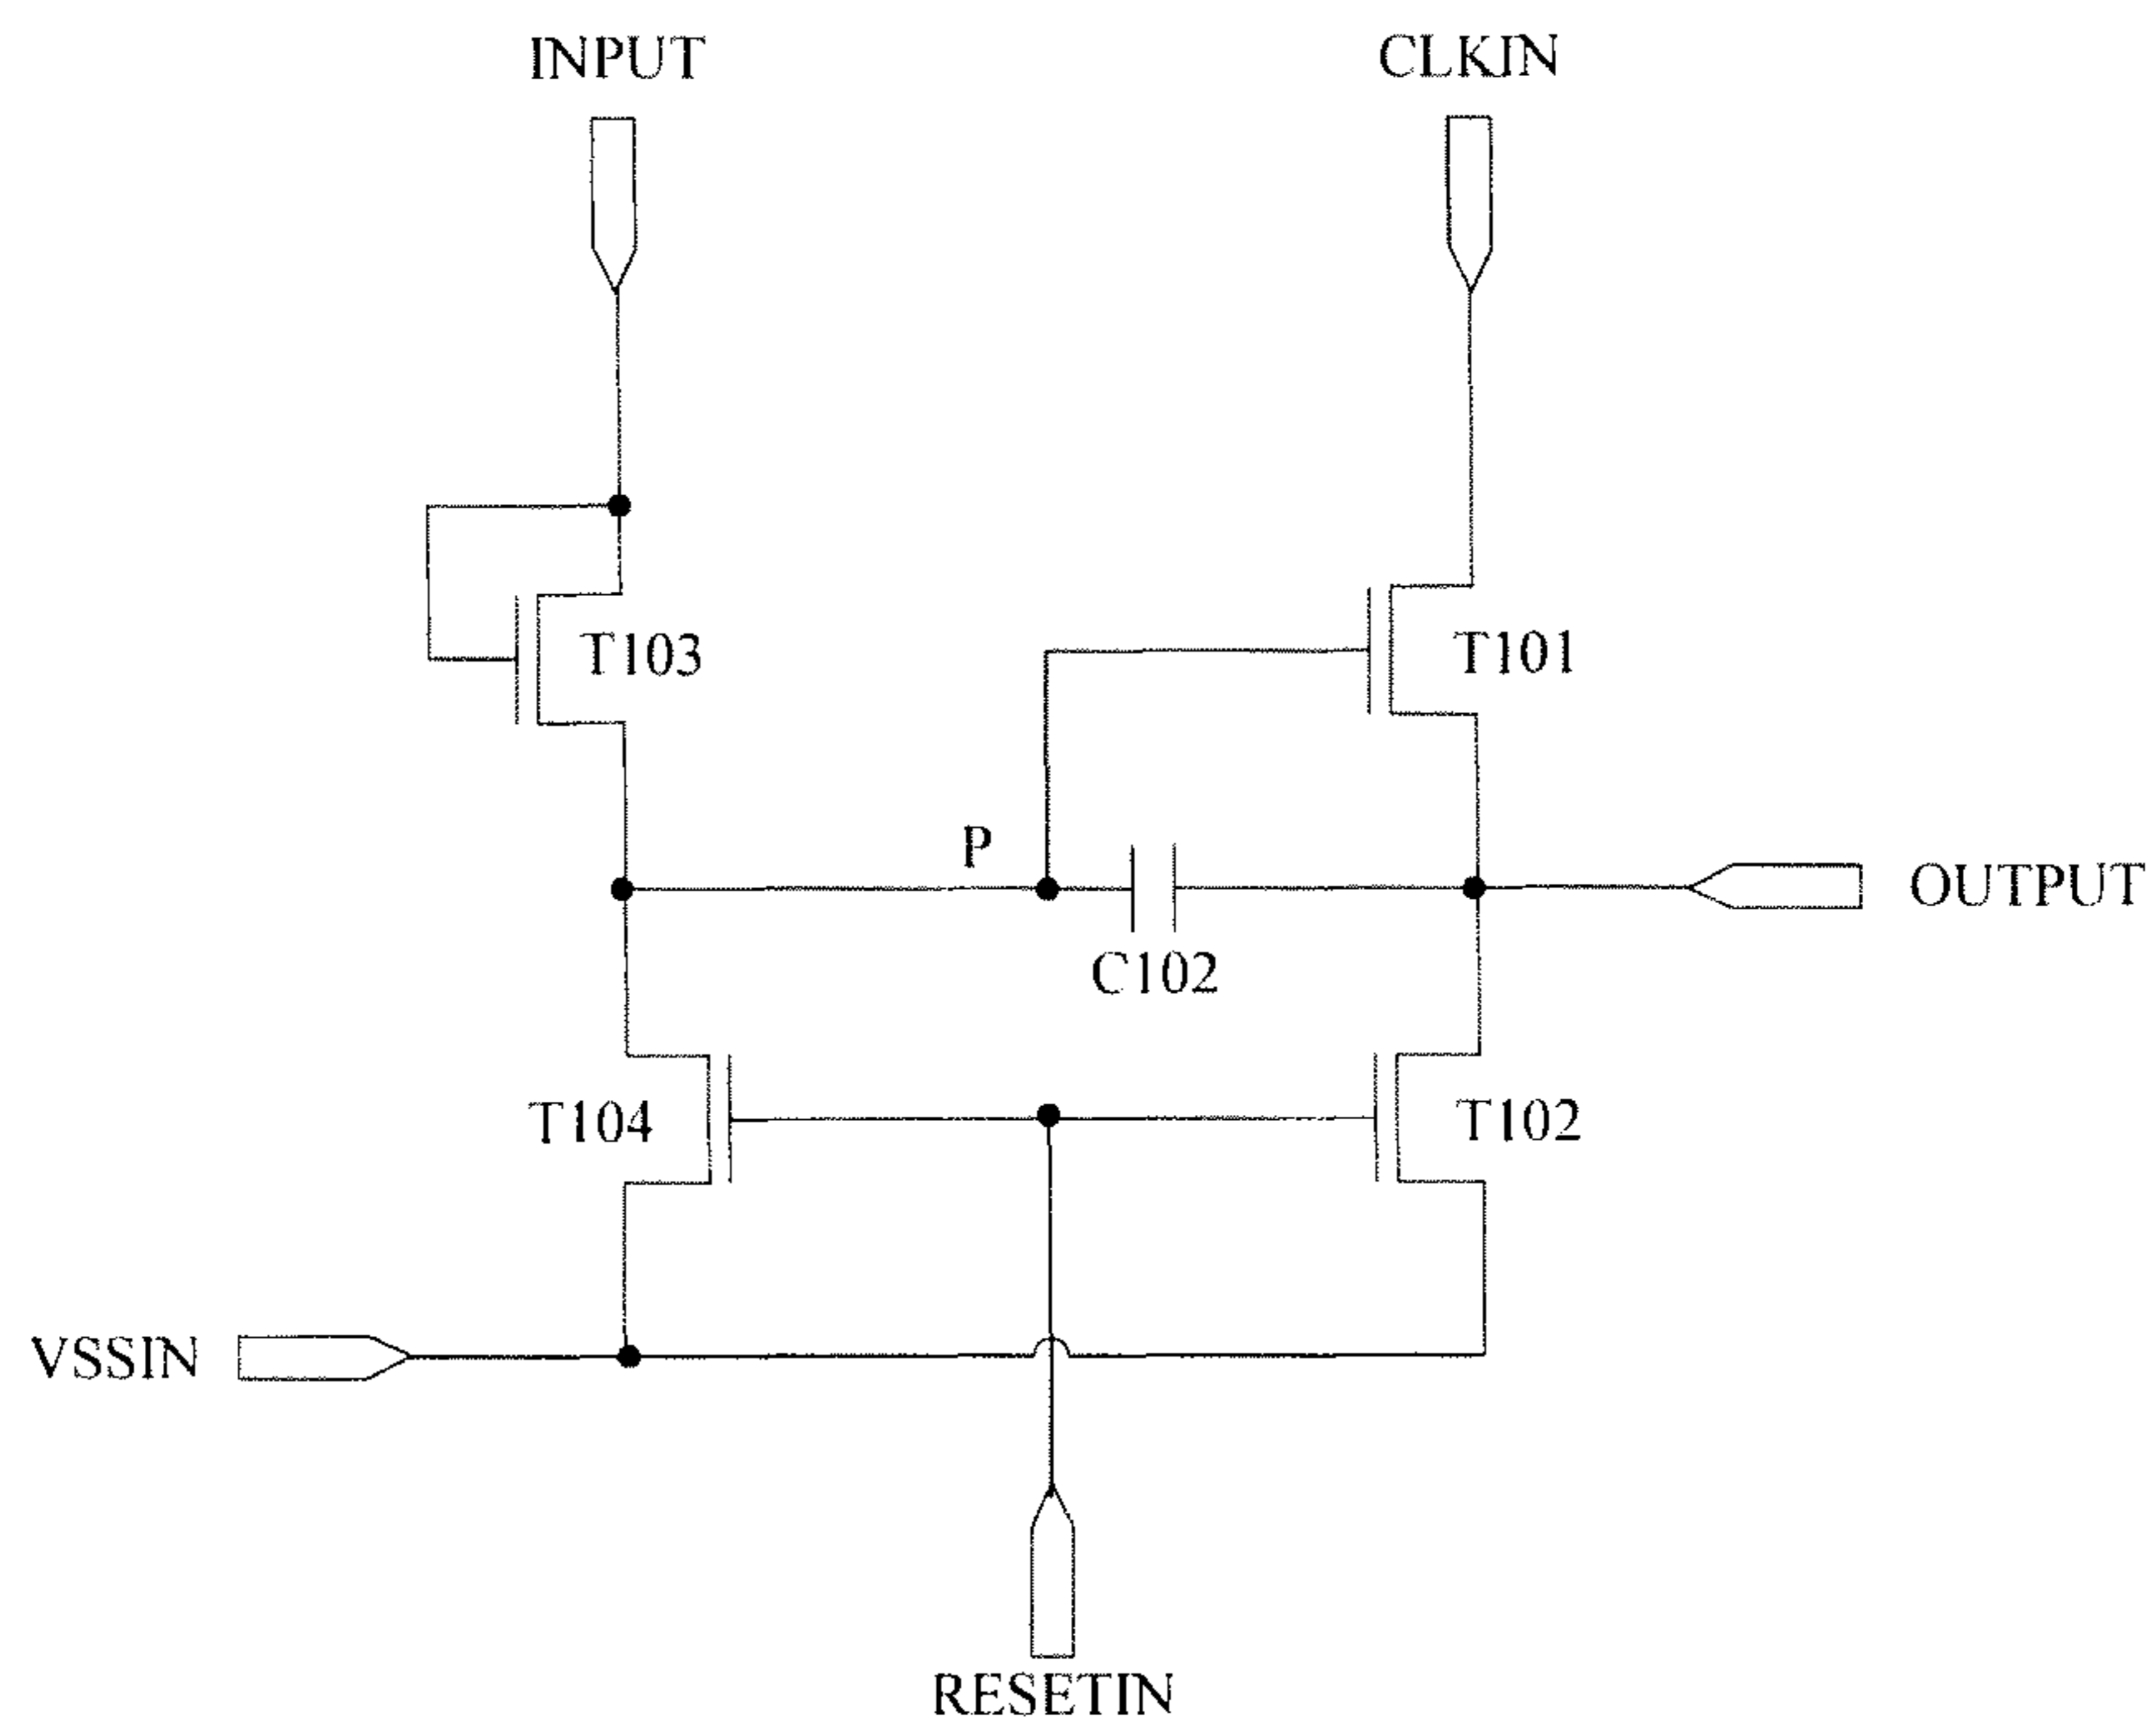 INPUT
CLKIN
T103
T101
P
OUTPUT
C102
T104
T102
VSSIN
RESETIN